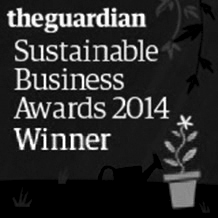 theguardian
Sustainable
Business
Awards 2014
Winner